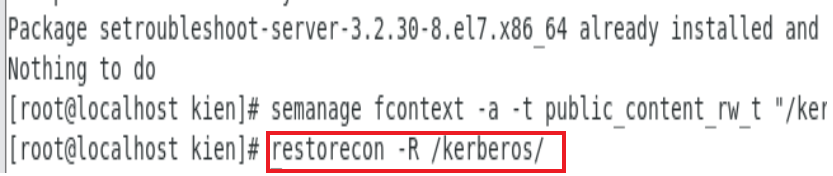 Package setroubleshoot-server-3.2.30-8.el7.x86_64 already installed and
Nothing to do
[root@localhost kien]# semanage fcontext -a -t public_content_rw_t "/ker
[root@localhost kien]# restorecon -R /kerberos/